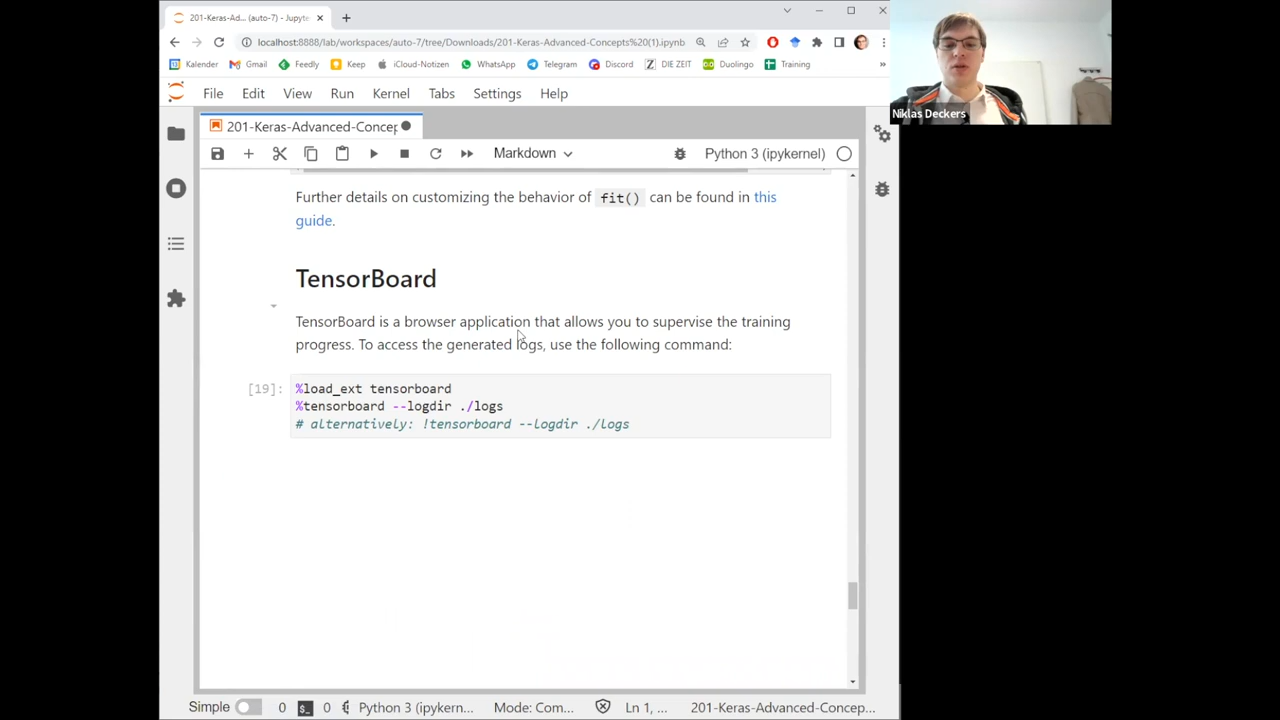 201-Keras-Ad... (auto-7) - Jupyte
localhost:8888/lab/workspaces/auto-7/tree/Downloads/201-Keras-Advanced-Concepts%20(1).ipynb
Kalender Gmail Feedly Keep iCloud-Notizen WhatsApp Telegram Discord DIE ZEIT Duolingo Training »
File Edit View Run Kernel Tabs Settings Help
Niklas Deckers
201-Keras-Advanced-Concep
Markdown Python 3 (ipykernel)
Further details on customizing the behavior of fit() can be found in this
guide.
TensorBoard
TensorBoard is a browser application that allows you to supervise the training
progress. To access the generated logs, use the following command:
[19]: %load_ext tensorboard
%tensorboard --logdir ./logs
# alternatively: !tensorboard --logdir ./logs
Simple 0 $_ 0 Python 3 (ipykern... Mode: Com... Ln 1, ... 201-Keras-Advanced-Concep...